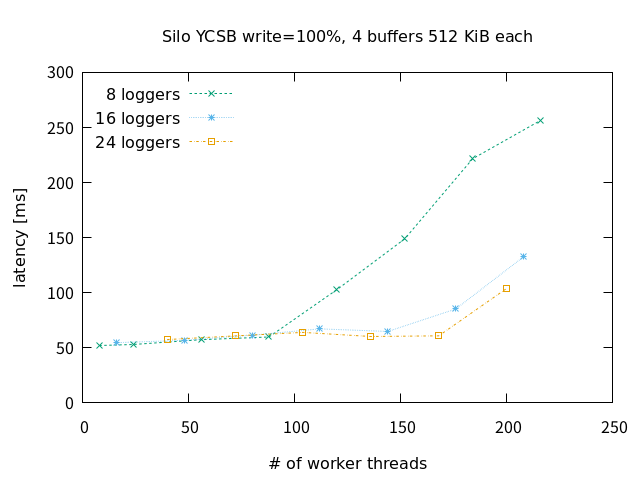 Silo YCSB write=100%, 4 buffers 512 KiB each
300
250
200
150
100
50
0
8 loggers
16 loggers
24 loggers
latency [ms]
0 50 100 150 200 250
# of worker threads